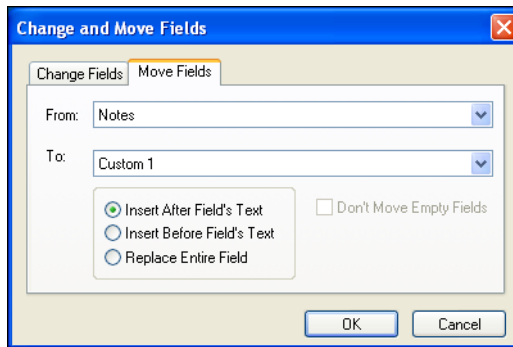 Change and Move Fields
Change Fields Move Fields
From: Notes
To: Custom 1
Insert After Field's Text Don't Move Empty Fields
Insert Before Field's Text
Replace Entire Field
OK Cancel